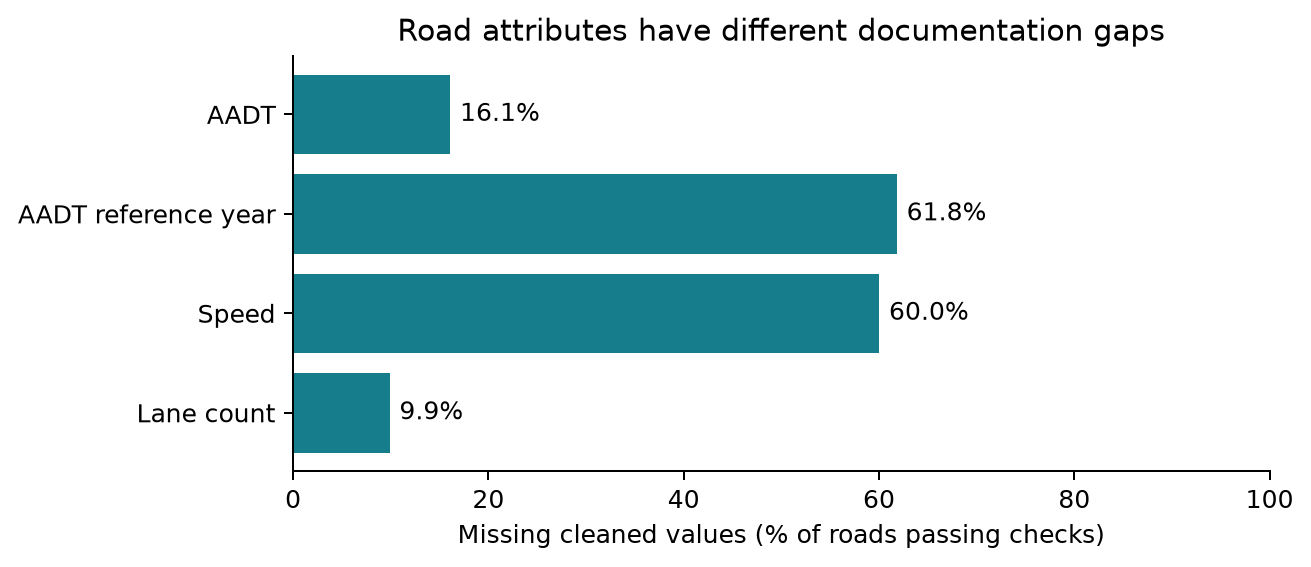 Road attributes have different documentation gaps
AADT 16.1%
AADT reference year 61.8%
Speed 60.0%
Lane count 9.9%
0 20 40 60 80 100
Missing cleaned values (% of roads passing checks)